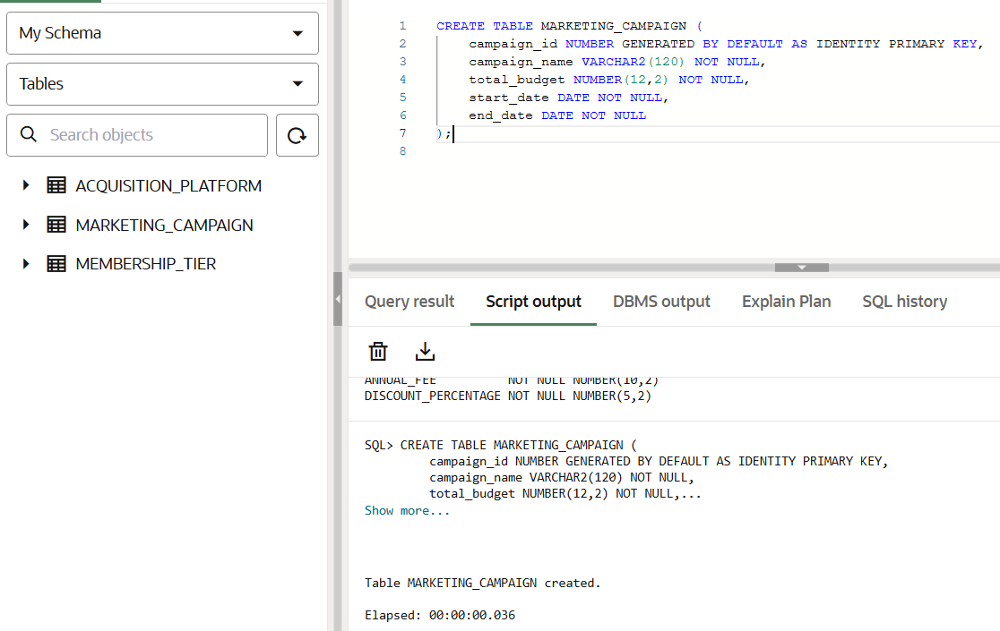 My Schema
Tables
Search objects
ACQUISITION_PLATFORM
MARKETING_CAMPAIGN
MEMBERSHIP_TIER
1 CREATE TABLE MARKETING_CAMPAIGN (
2 campaign_id NUMBER GENERATED BY DEFAULT AS IDENTITY PRIMARY KEY,
3 campaign_name VARCHAR2(120) NOT NULL,
4 total_budget NUMBER(12,2) NOT NULL,
5 start_date DATE NOT NULL,
6 end_date DATE NOT NULL
7 );
8
Query result Script output DBMS output Explain Plan SQL history
ANNUAL_FEE NOT NULL NUMBER(10,2)
DISCOUNT_PERCENTAGE NOT NULL NUMBER(5,2)
SQL> CREATE TABLE MARKETING_CAMPAIGN (
campaign_id NUMBER GENERATED BY DEFAULT AS IDENTITY PRIMARY KEY,
campaign_name VARCHAR2(120) NOT NULL,
total_budget NUMBER(12,2) NOT NULL,...
Show more...
Table MARKETING_CAMPAIGN created.
Elapsed: 00:00:00.036